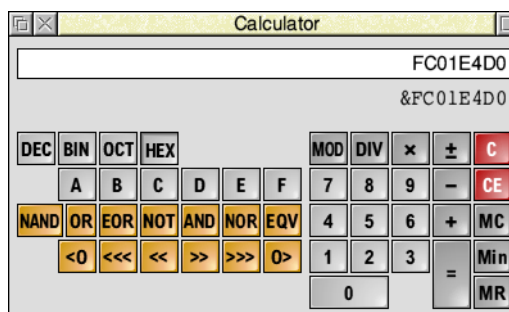 Calculator
FC01E4D0
&FC01E4D0
DEC BIN OCT HEX MOD DIV × ± C
A B C D E F 7 8 9 − CE
NAND OR EOR NOT AND NOR EQV 4 5 6 + MC
<0 <<< << >> >>> 0> 1 2 3 = Min
0 MR